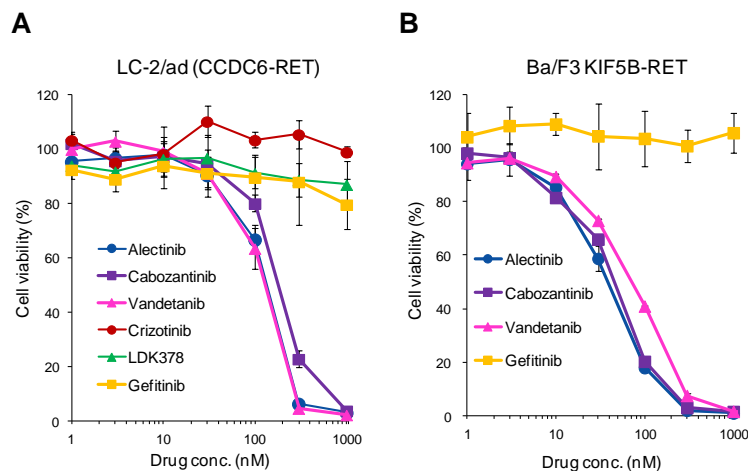 A
LC-2/ad (CCDC6-RET)
Cell viability (%)
120
100
80
60
40
20
0
Alectinib
Cabozantinib
Vandetanib
Crizotinib
LDK378
Gefitinib
1
10
100
1000
Drug conc. (nM)
B
Ba/F3 KIF5B-RET
Cell viability (%)
120
100
80
60
40
20
0
Alectinib
Cabozantinib
Vandetanib
Gefitinib
1
10
100
1000
Drug conc. (nM)